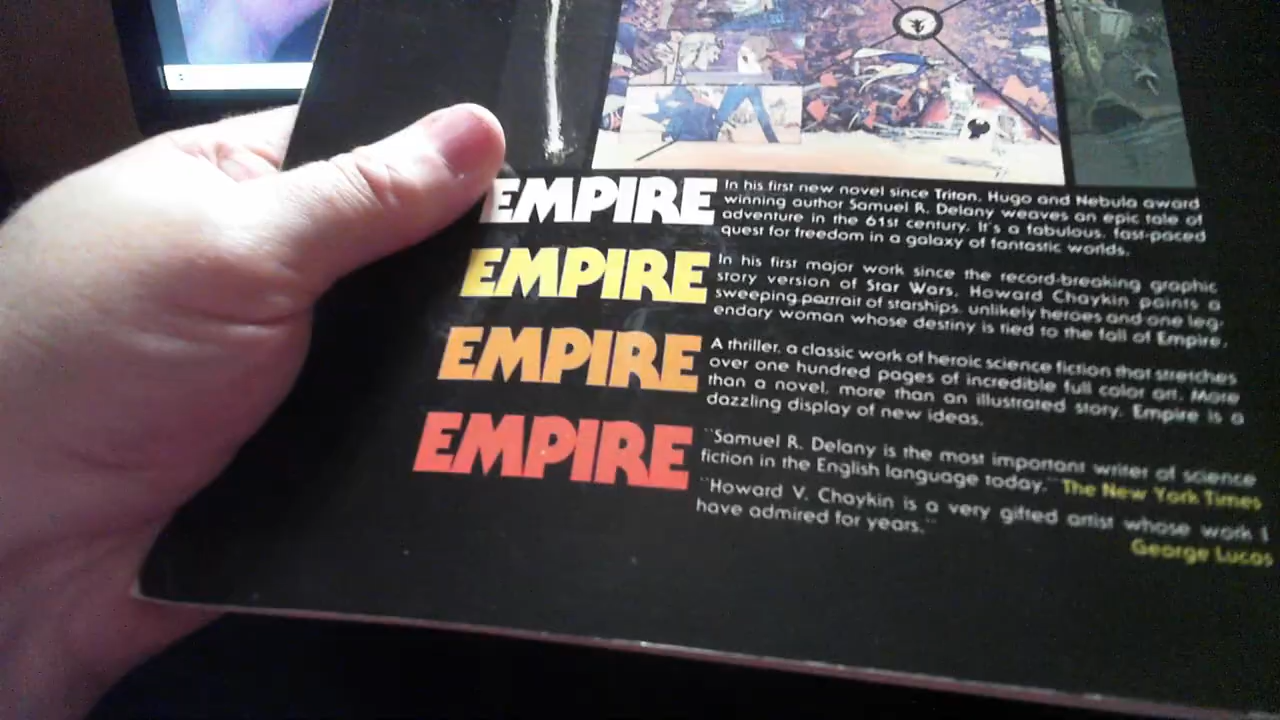 EMPIRE
In his first new novel since Triton, Hugo and Nebula award
winning author Samuel R. Delany weaves an epic tale of
adventure in the 61st century. It's a fabulous, fast-paced
quest for freedom in a galaxy of fantastic worlds.
EMPIRE
In his first major work since the record-breaking graphic
story version of Star Wars, Howard Chaykin paints a
sweeping portrait of starships, unlikely heroes and one leg-
endary woman whose destiny is tied to the fall of Empire.
EMPIRE
A thriller, a classic work of heroic science fiction that stretches
over one hundred pages of incredible full color art. More
than a novel, more than an illustrated story, Empire is a
dazzling display of new ideas.
EMPIRE
"Samuel R. Delany is the most important writer of science
fiction in the English language today." The New York Times
"Howard V. Chaykin is a very gifted artist whose work I
have admired for years."
George Lucas